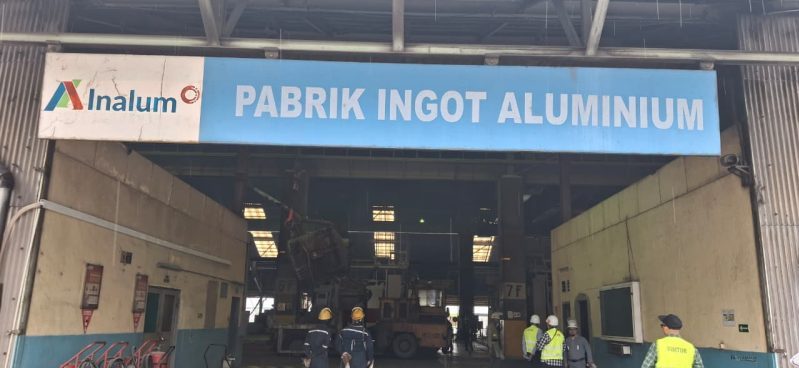 Inalum
PABRIK INGOT ALUMINIUM
7F
VISITOR